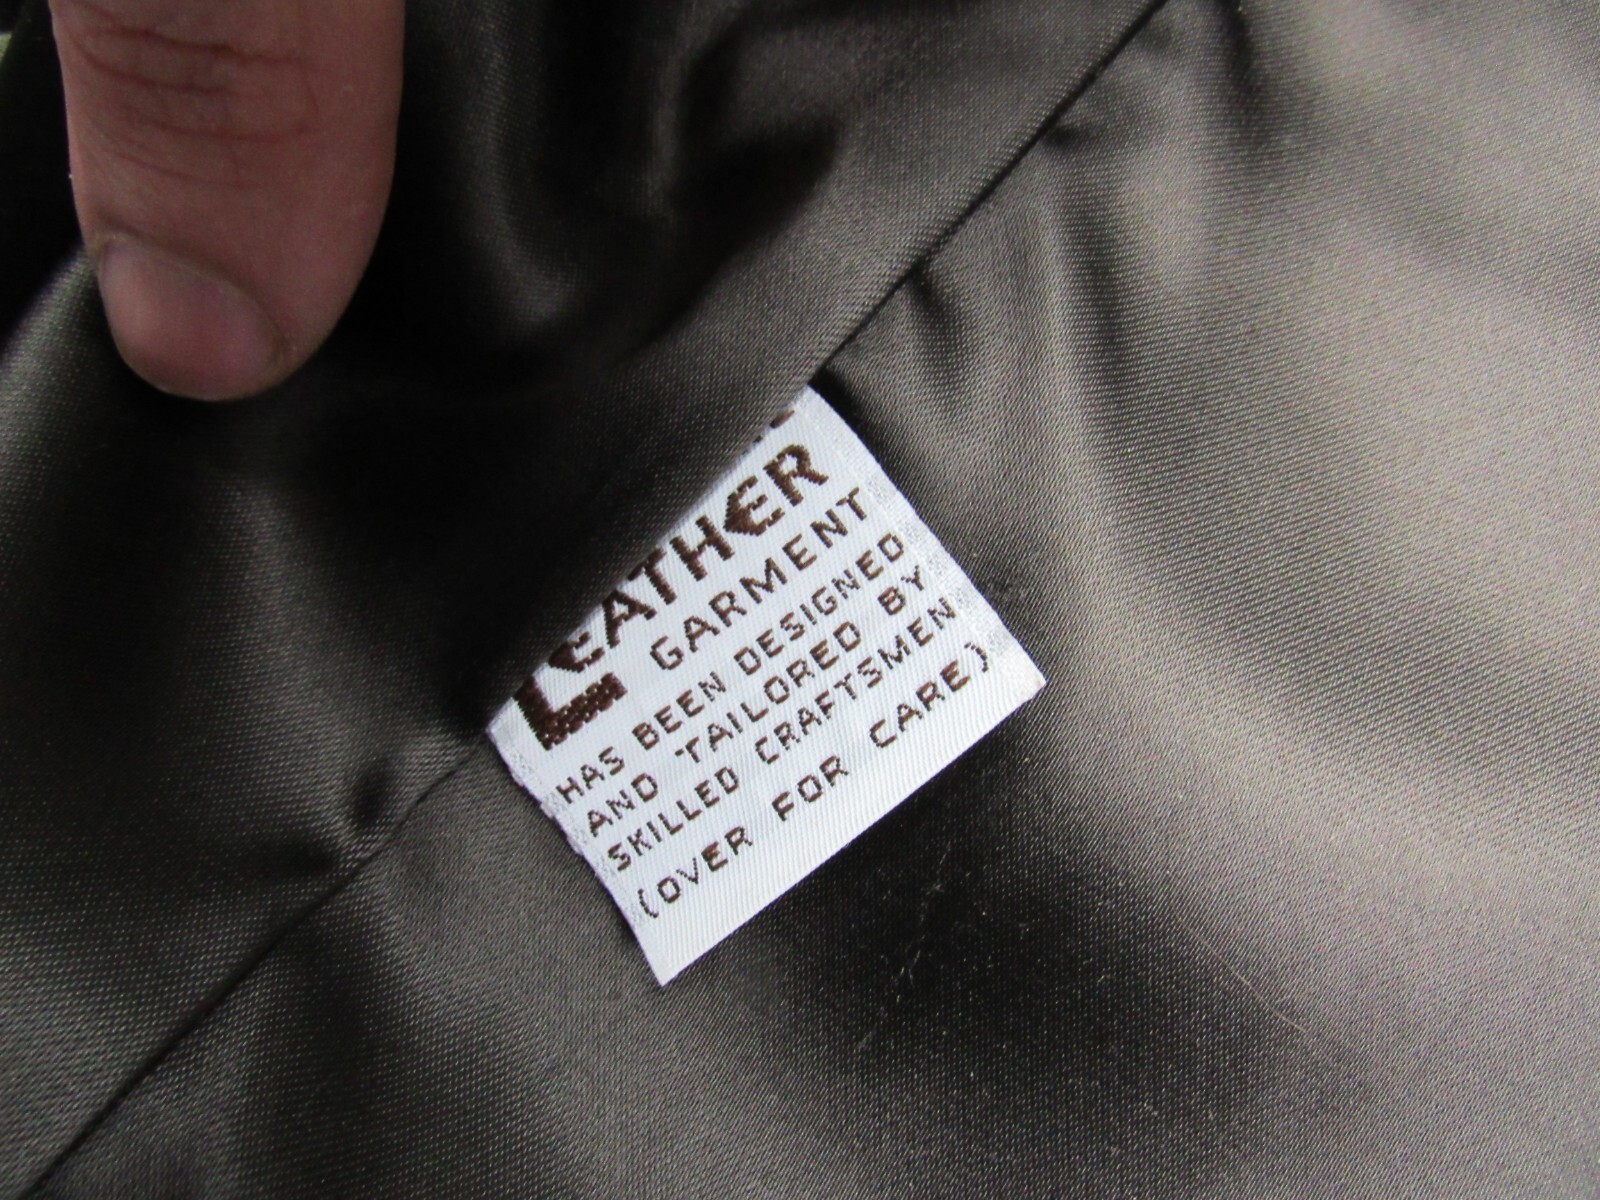 LEATHER
GARMENT
HAS BEEN DESIGNED
AND TAILORED BY
SKILLED CRAFTSMEN
(OVER FOR CARE)